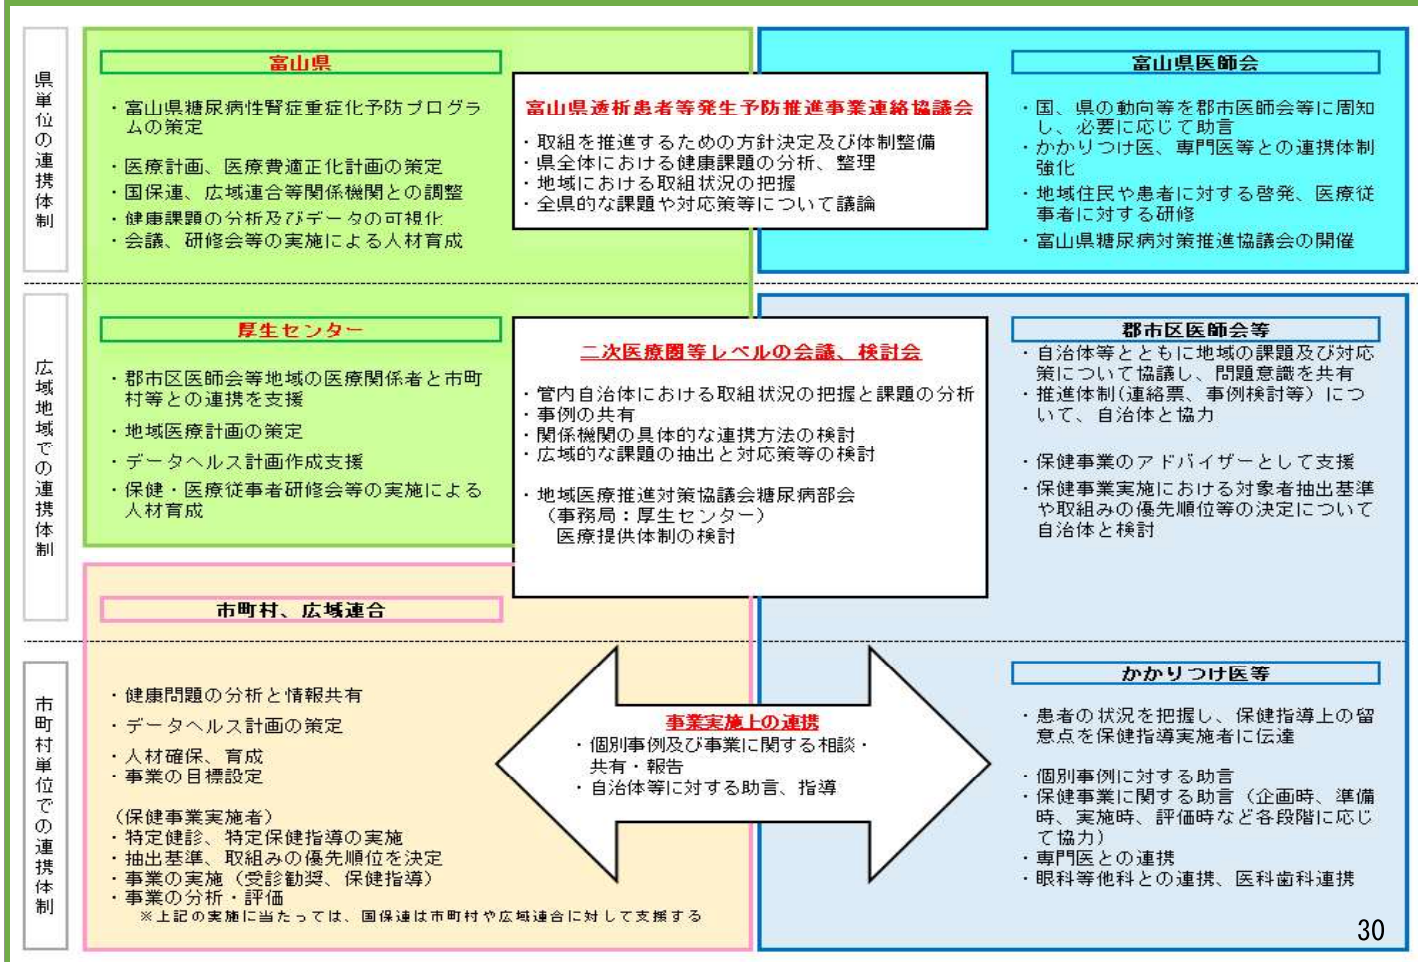 県単位の連携体制
富山県
・富山県糖尿病性腎症重症化予防プログラ
ムの策定
・医療計画、医療費適正化計画の策定
・国保連、広域連合等関係機関との調整
・健康課題の分析及びデータの可視化
・会議、研修会等の実施による人材育成
富山県透析患者等発生予防推進事業連絡協議会
・取組を推進するための方針決定及び体制整備
・県全体における健康課題の分析、整理
・地域における取組状況の把握
・全県的な課題や対応策等について議論
富山県医師会
・国、県の動向等を郡市医師会等に周知
し、必要に応じて助言
・かかりつけ医、専門医等との連携体制
強化
・地域住民や患者に対する啓発、医療従
事者に対する研修
・富山県糖尿病対策推進協議会の開催
広域地域での連携体制
厚生センター
・郡市区医師会等地域の医療関係者と市町
村等との連携を支援
・地域医療計画の策定
・データヘルス計画作成支援
・保健・医療従事者研修会等の実施による
人材育成
二次医療圏等レベルの会議、検討会
・管内自治体における取組状況の把握と課題の分析
・事例の共有
・関係機関の具体的な連携方法の検討
・広域的な課題の抽出と対応策等の検討
・地域医療推進対策協議会糖尿病部会
（事務局：厚生センター）
医療提供体制の検討
郡市区医師会等
・自治体等とともに地域の課題及び対応
策について協議し、問題意識を共有
・推進体制(連絡票、事例検討等）につ
いて、自治体と協力
・保健事業のアドバイザーとして支援
・保健事業実施における対象者抽出基準
や取組みの優先順位等の決定について
自治体と検討
市町村、広域連合
市町村単位での連携体制
・健康問題の分析と情報共有
・データヘルス計画の策定
・人材確保、育成
・事業の目標設定
（保健事業実施者）
・特定健診、特定保健指導の実施
・抽出基準、取組みの優先順位を決定
・事業の実施（受診勧奨、保健指導）
・事業の分析・評価
※上記の実施に当たっては、国保連は市町村や広域連合に対して支援する
事業実施上の連携
・個別事例及び事業に関する相談・
共有・報告
・自治体等に対する助言、指導
かかりつけ医等
・患者の状況を把握し、保健指導上の留
意点を保健指導実施者に伝達
・個別事例に対する助言
・保健事業に関する助言（企画時、準備
時、実施時、評価時など各段階に応じ
て協力）
・専門医との連携
・眼科等他科との連携、医科歯科連携
30